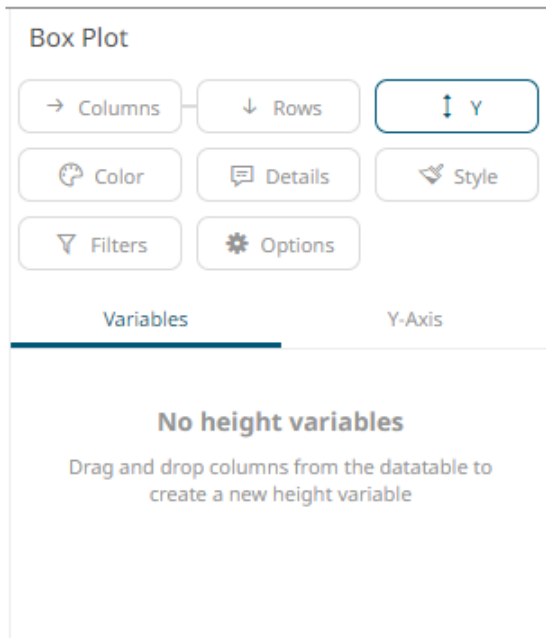 Box Plot
Columns
Rows
Y
Color
Details
Style
Filters
Options
Variables
Y-Axis
No height variables
Drag and drop columns from the datatable to
create a new height variable